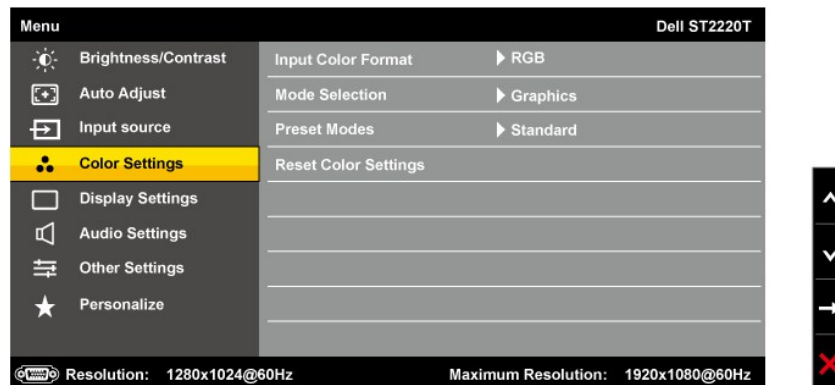 Menu Dell ST2220T
Brightness/Contrast Input Color Format RGB
Auto Adjust Mode Selection Graphics
Input source Preset Modes Standard
Color Settings Reset Color Settings
Display Settings
Audio Settings
Other Settings
Personalize
Resolution: 1280x1024@60Hz Maximum Resolution: 1920x1080@60Hz